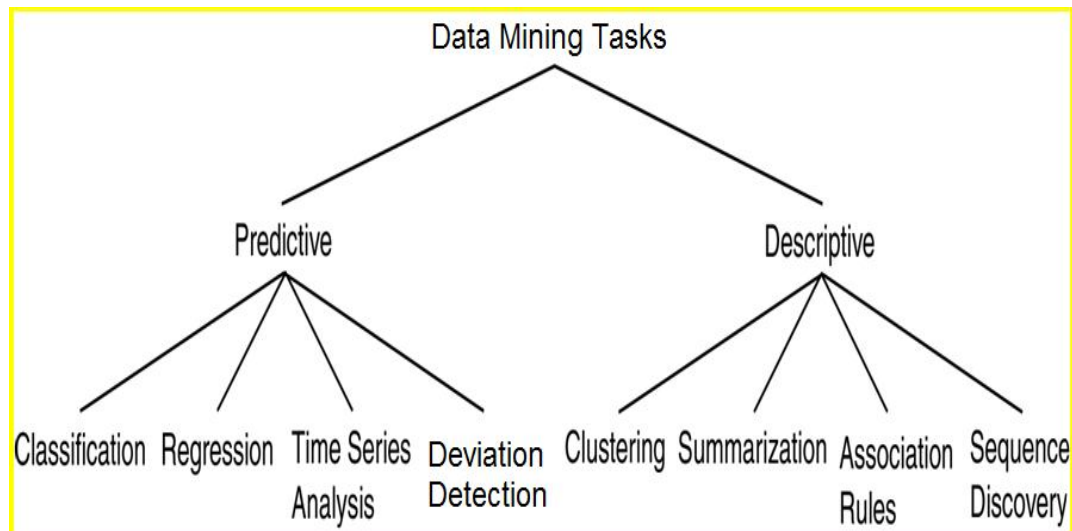 Data Mining Tasks
Predictive
Descriptive
Classification
Regression
Time Series
Analysis
Deviation
Detection
Clustering
Summarization
Association
Rules
Sequence
Discovery